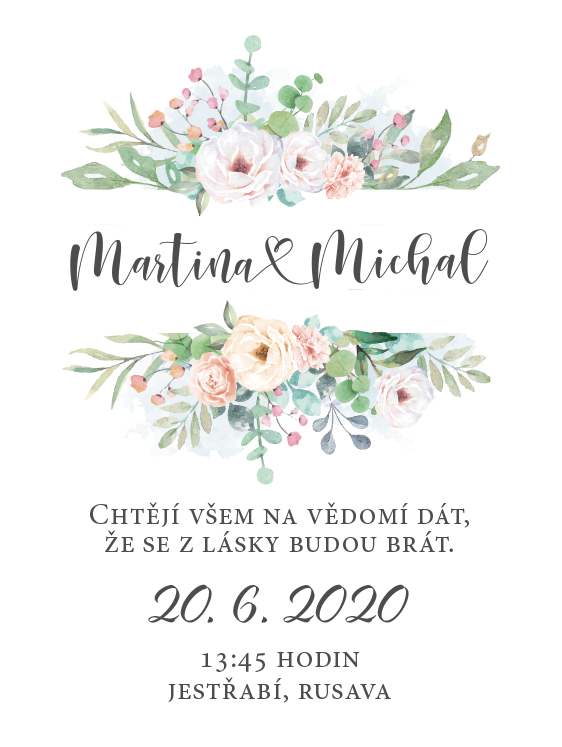 Martina♡Michal
Chtějí všem na vědomí dát,
že se z lásky budou brát.
20. 6. 2020
13:45 hodin
jestřabí, rusava